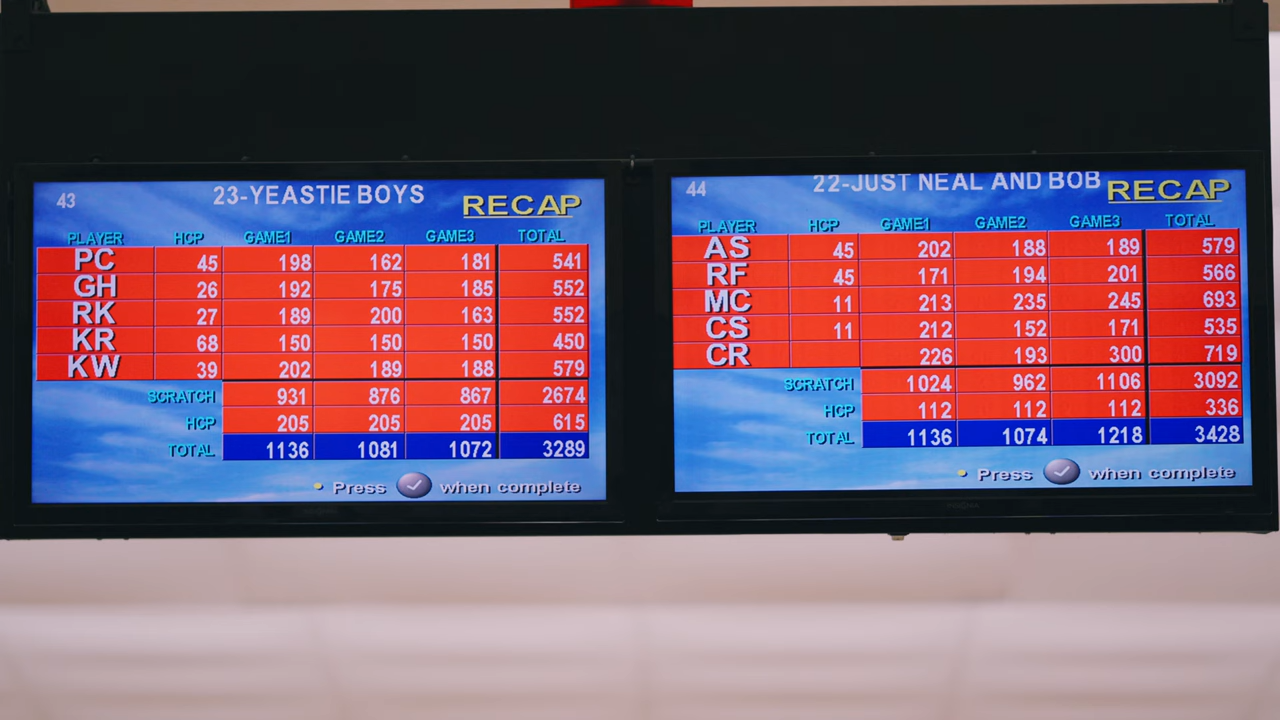 43 23-YEASTIE BOYS RECAP
PLAYER HCP GAME1 GAME2 GAME3 TOTAL
PC 45 198 162 181 541
GH 26 192 175 185 552
RK 27 189 200 163 552
KR 68 150 150 150 450
KW 39 202 189 188 579
SCRATCH 931 876 867 2674
HCP 205 205 205 615
TOTAL 1136 1081 1072 3289
Press when complete
44 22-JUST NEAL AND BOB RECAP
PLAYER HCP GAME1 GAME2 GAME3 TOTAL
AS 45 202 188 189 579
RF 45 171 194 201 566
MC 11 213 235 245 693
CS 11 212 152 171 535
CR 226 193 300 719
SCRATCH 1024 962 1106 3092
HCP 112 112 112 336
TOTAL 1136 1074 1218 3428
Press when complete